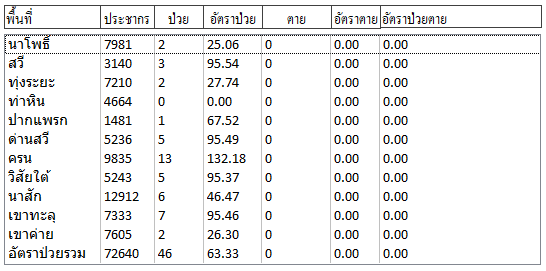 พื้นที่ ประชากร ป่วย อัตราป่วย ตาย อัตราตาย อัตราป่วยตาย
นาโพธิ์ 7981 2 25.06 0 0.00 0.00
สวี 3140 3 95.54 0 0.00 0.00
ทุ่งระยะ 7210 2 27.74 0 0.00 0.00
ท่าหิน 4664 0 0.00 0 0.00 0.00
ปากแพรก 1481 1 67.52 0 0.00 0.00
ด่านสวี 5236 5 95.49 0 0.00 0.00
ครน 9835 13 132.18 0 0.00 0.00
วิสัยใต้ 5243 5 95.37 0 0.00 0.00
นาสัก 12912 6 46.47 0 0.00 0.00
เขาทะลุ 7333 7 95.46 0 0.00 0.00
เขาค่าย 7605 2 26.30 0 0.00 0.00
อัตราป่วยรวม 72640 46 63.33 0 0.00 0.00